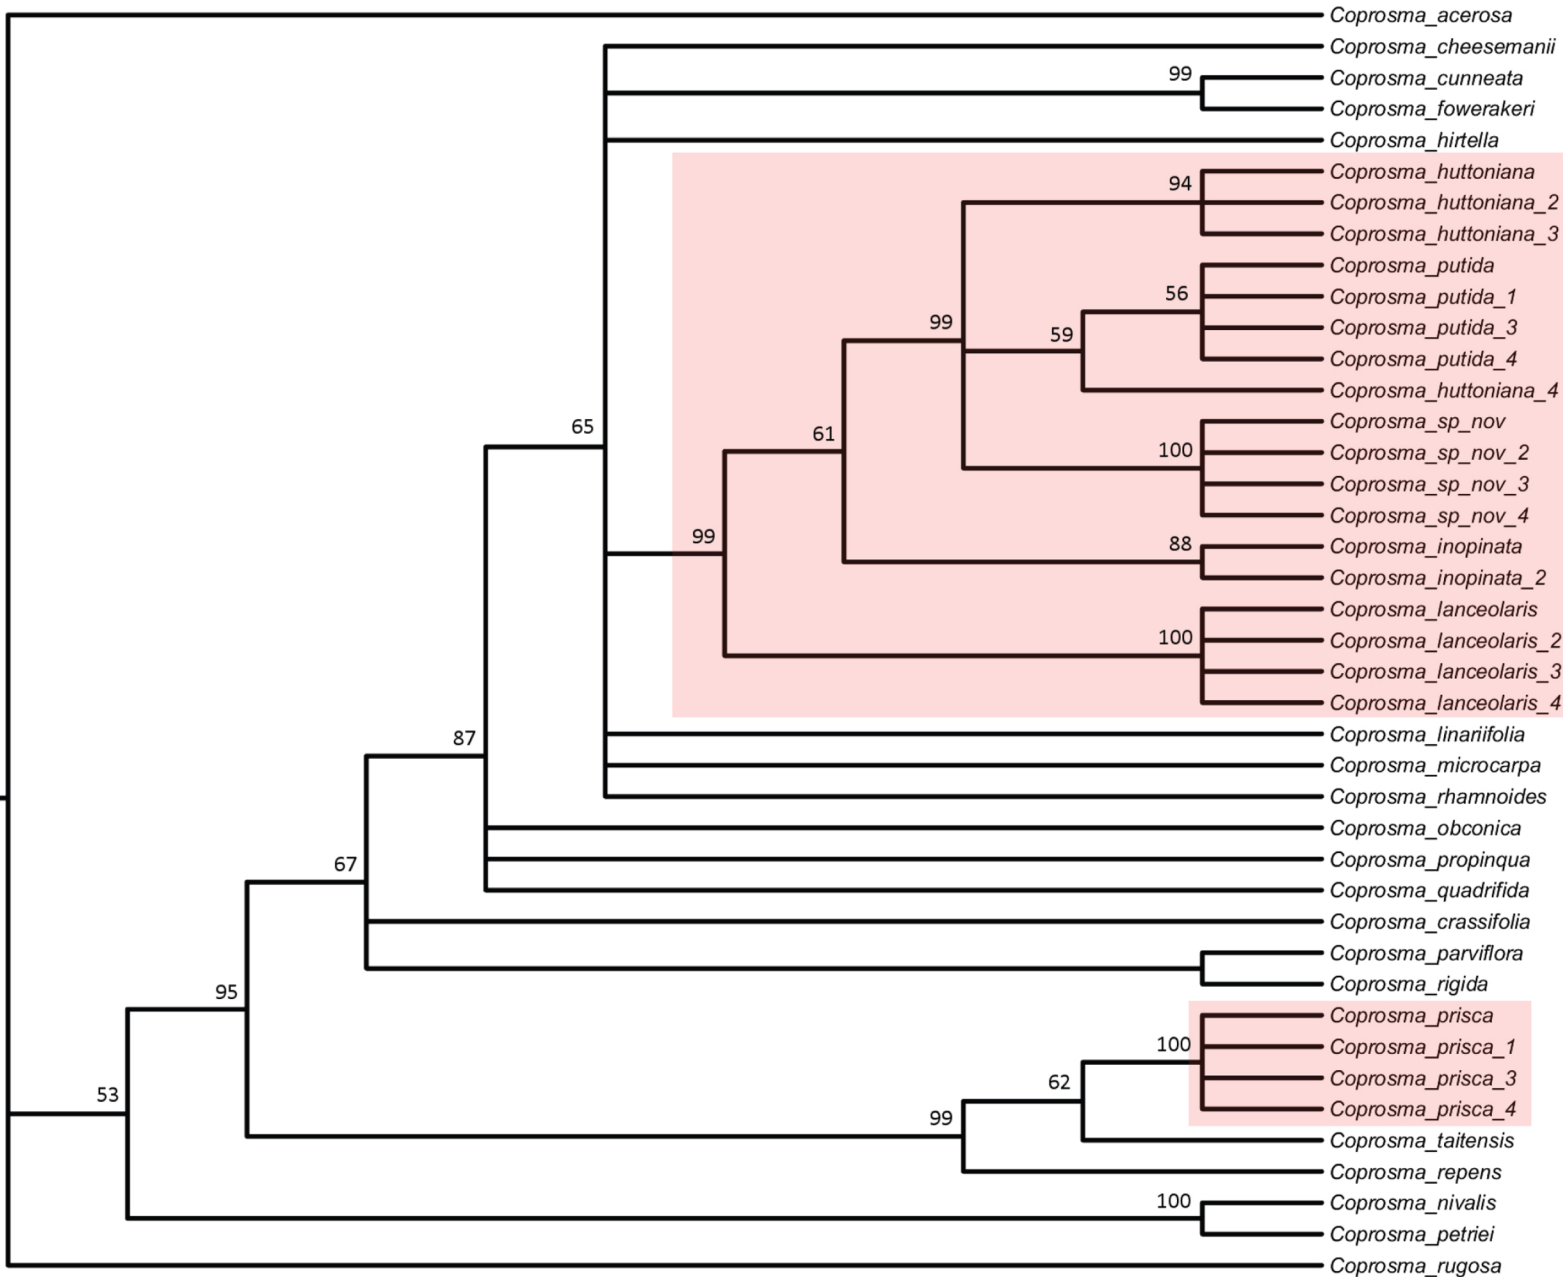 Coprosma_acerosa
Coprosma_cheesemanii
99
Coprosma_cunneata
Coprosma_fowerakeri
Coprosma_hirtella
Coprosma_huttoniana
94
Coprosma_huttoniana_2
Coprosma_huttoniana_3
Coprosma_putida
56
Coprosma_putida_1
99
59
Coprosma_putida_3
Coprosma_putida_4
Coprosma_huttoniana_4
65
61
Coprosma_sp_nov
100
Coprosma_sp_nov_2
Coprosma_sp_nov_3
Coprosma_sp_nov_4
99
88
Coprosma_inopinata
Coprosma_inopinata_2
Coprosma_lanceolaris
100
Coprosma_lanceolaris_2
Coprosma_lanceolaris_3
Coprosma_lanceolaris_4
87
Coprosma_linariifolia
Coprosma_microcarpa
Coprosma_rhamnoides
Coprosma_obconica
67
Coprosma_propinqua
Coprosma_quadrifida
Coprosma_crassifolia
Coprosma_parviflora
95
Coprosma_rigida
Coprosma_prisca
100
Coprosma_prisca_1
53
62
Coprosma_prisca_3
99
Coprosma_prisca_4
Coprosma_taitensis
Coprosma_repens
100
Coprosma_nivalis
Coprosma_petriei
Coprosma_rugosa